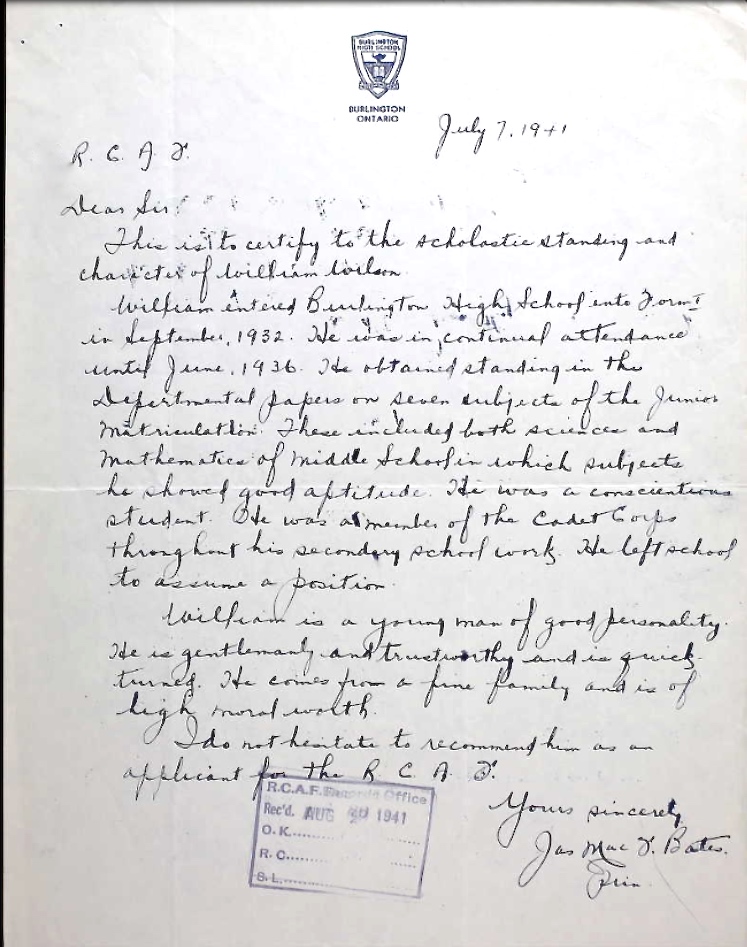 BURLINGTON
HIGH SCHOOL
BURLINGTON
ONTARIO
July 7, 1941
R. C. A. F.
Dear Sir:
This is to certify to the scholastic standing and
character of William Wilson.
William entered Burlington High School into Form I
in September, 1932. He was in continual attendance
until June, 1936. He obtained standing in the
Departmental papers on seven subjects of the Junior
Matriculation. These included both sciences and
Mathematics of Middle School in which subjects
he showed good aptitude. He was a conscientious
student. He was a member of the Cadet Corps
throughout his secondary school work. He left school
to assume a position.
William is a young man of good personality.
He is gentlemanly and trustworthy and is quick
turned. He comes from a fine family and is of
high moral worth.
I do not hesitate to recommend him as an
applicant for the R. C. A. F.
Yours sincerely
Jas Mac F. Bates.
Prin.
R.C.A.F. Records Office
Rec'd. AUG 1941
O.K.
R.C.
S.L.